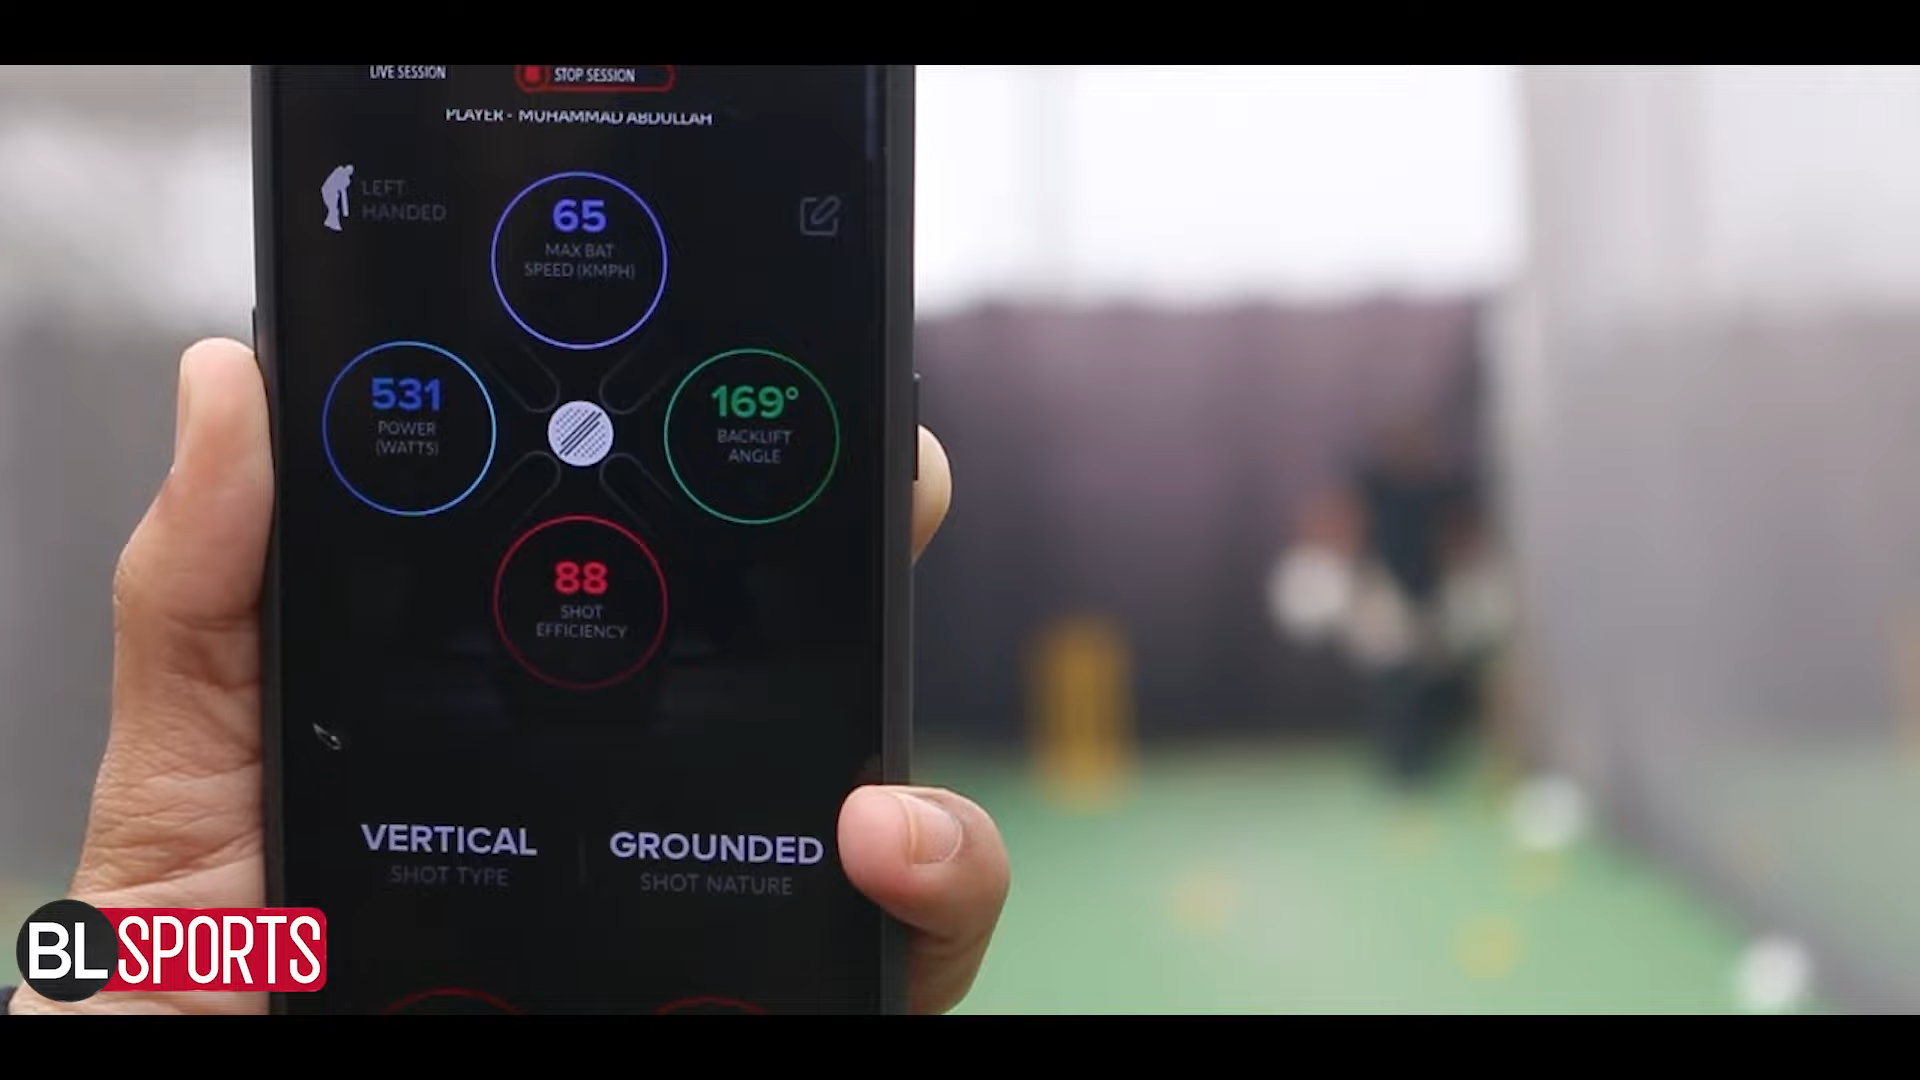 LIVE SESSION
STOP SESSION
PLAYER - MUHAMMAD ABDULLAH
LEFT
HANDED
65
MAX BAT
SPEED (KMPH)
531
POWER
(WATTS)
169°
BACKLIFT
ANGLE
88
SHOT
EFFICIENCY
VERTICAL
SHOT TYPE
GROUNDED
SHOT NATURE
BL SPORTS